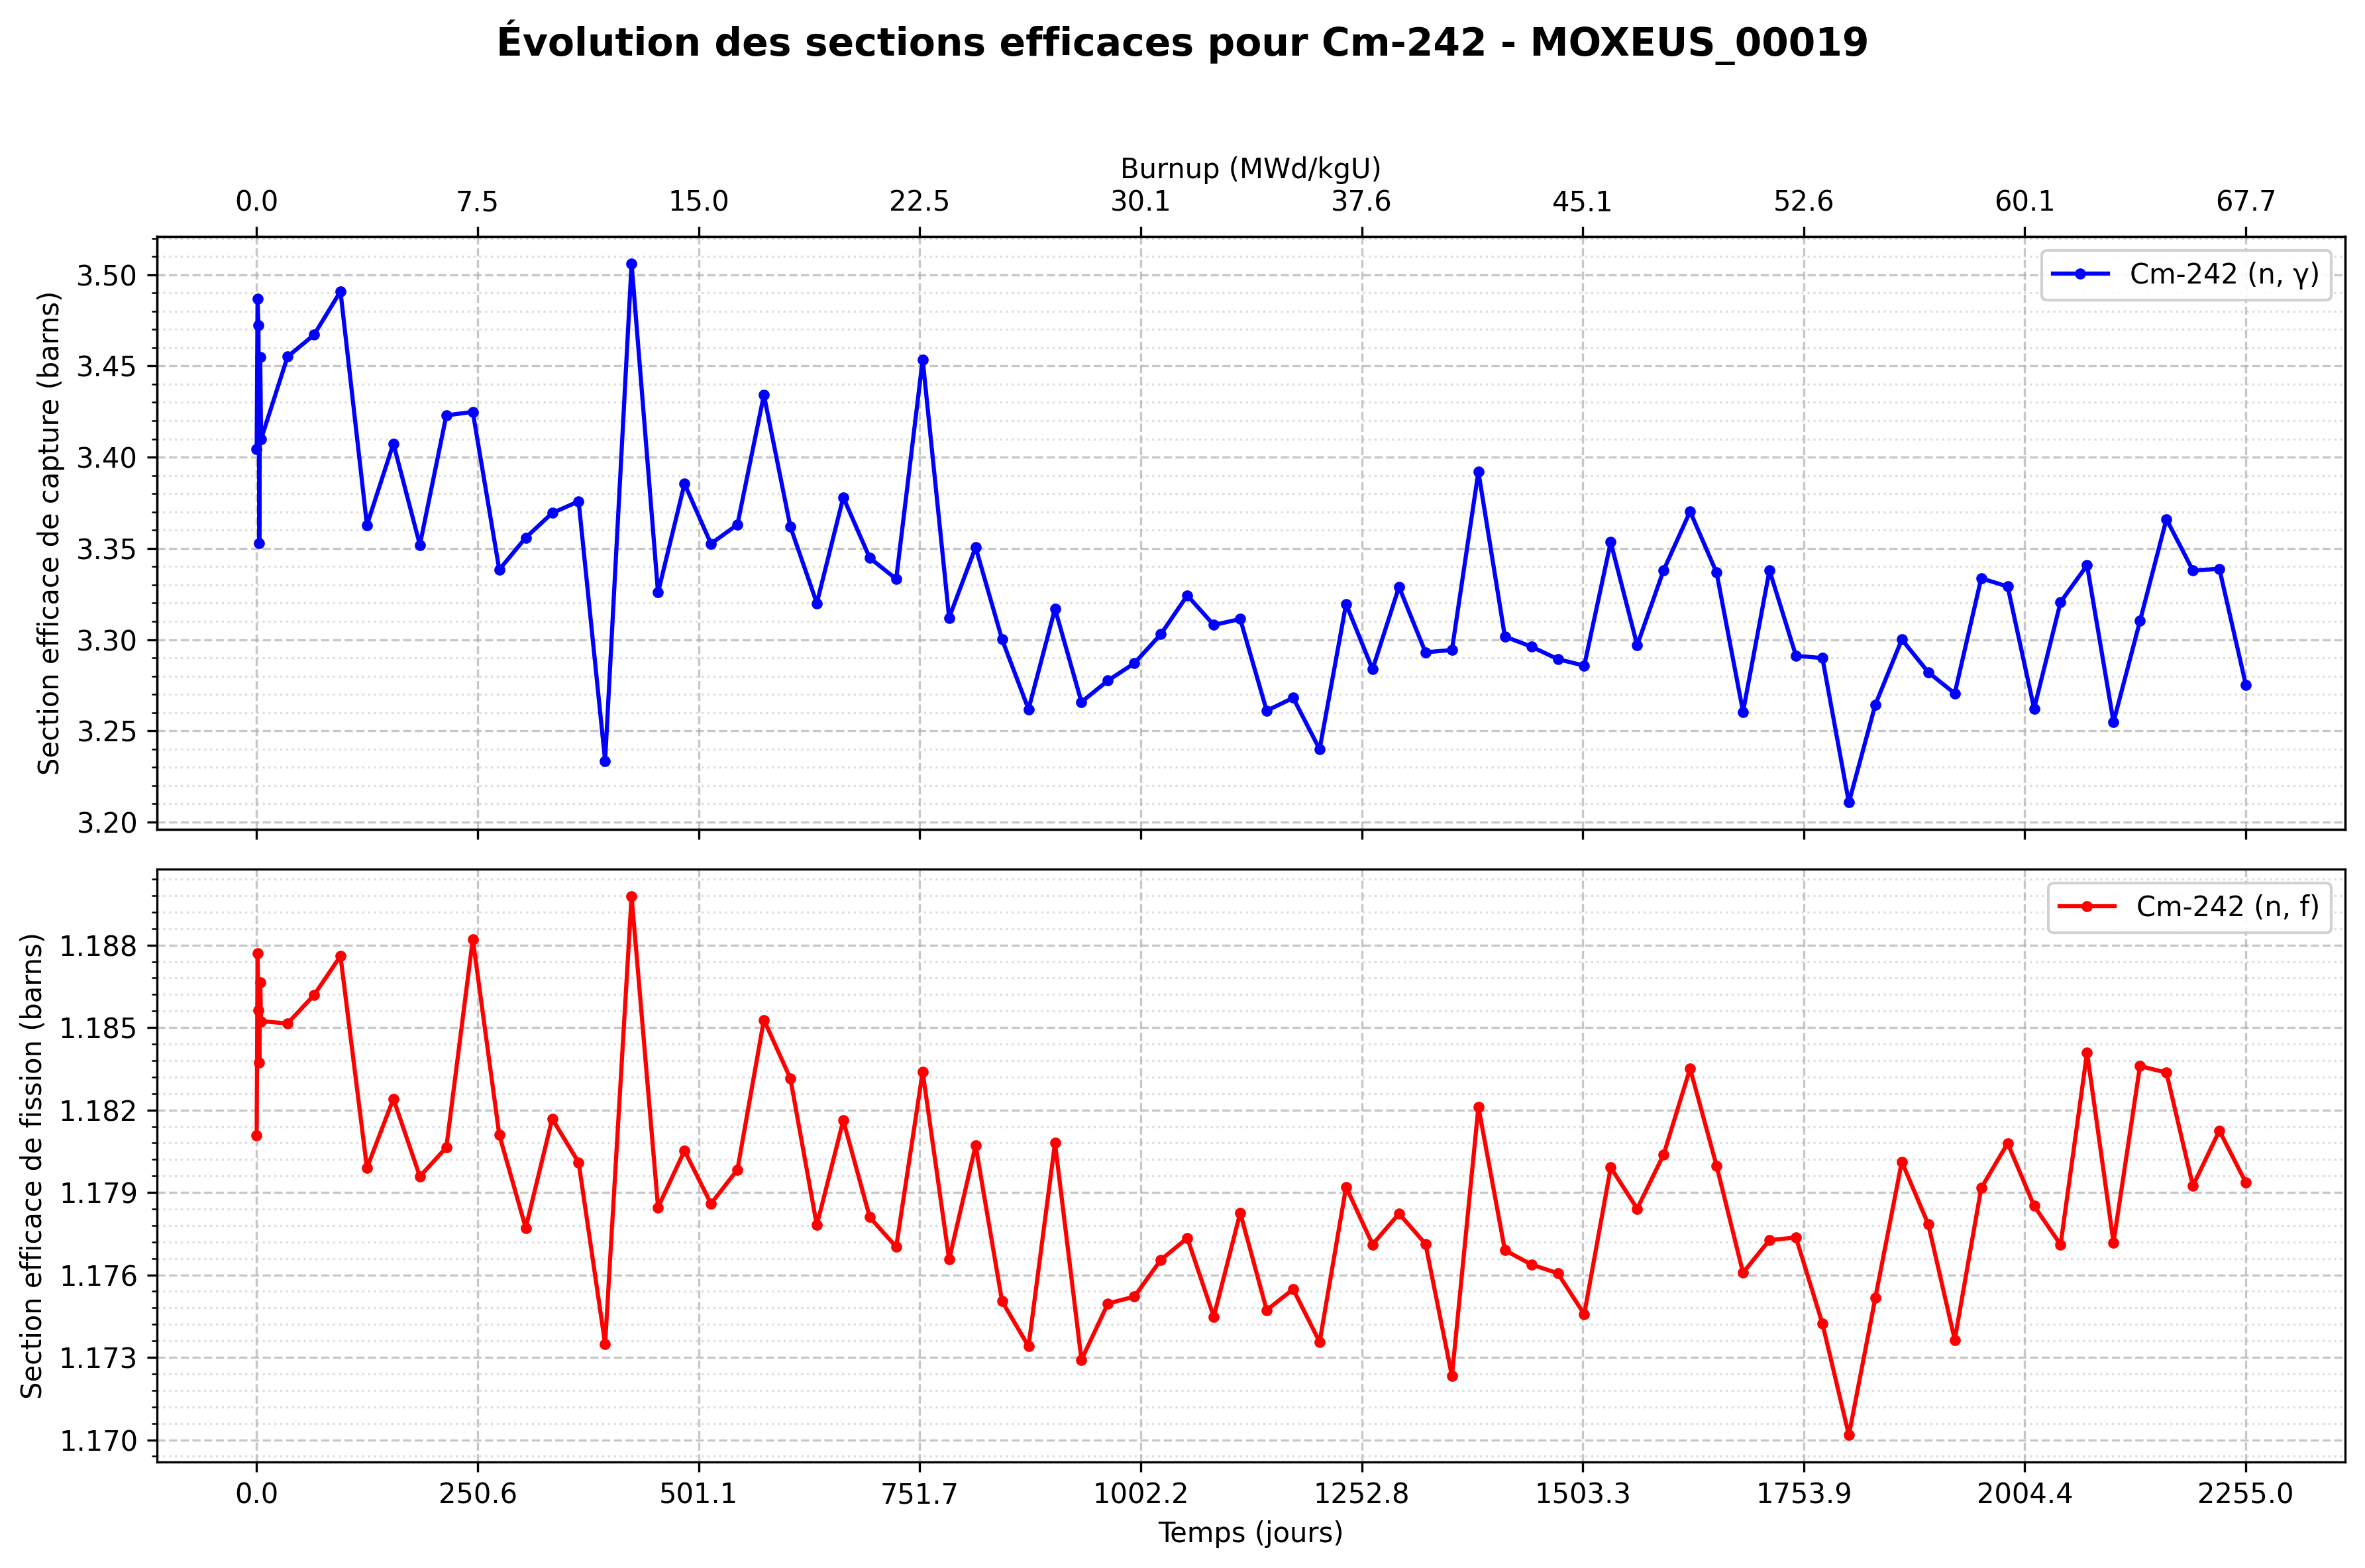 Évolution des sections efficaces pour Cm-242 - MOXEUS_00019
Burnup (MWd/kgU)
0.0 7.5 15.0 22.5 30.1 37.6 45.1 52.6 60.1 67.7
Section efficace de capture (barns)
3.50
3.45
3.40
3.35
3.30
3.25
3.20
Cm-242 (n, γ)
Section efficace de fission (barns)
1.188
1.185
1.182
1.179
1.176
1.173
1.170
Cm-242 (n, f)
0.0 250.6 501.1 751.7 1002.2 1252.8 1503.3 1753.9 2004.4 2255.0
Temps (jours)